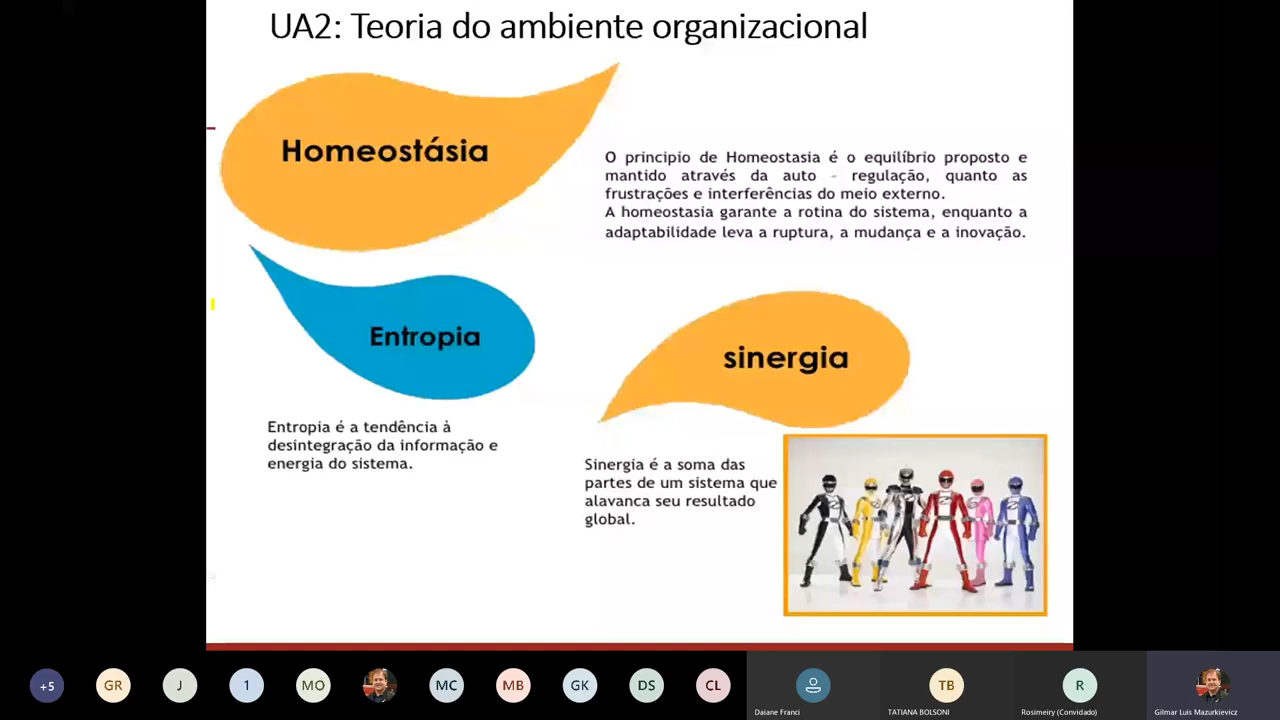 UA2: Teoria do ambiente organizacional
Homeostásia
O principio de Homeostasia é o equilíbrio proposto e
mantido através da auto - regulação, quanto as
frustrações e interferências do meio externo.
A homeostasia garante a rotina do sistema, enquanto a
adaptabilidade leva a ruptura, a mudança e a inovação.
Entropia
sinergia
Entropia é a tendência à
desintegração da informação e
energia do sistema.
Sinergia é a soma das
partes de um sistema que
alavanca seu resultado
global.
+5
GR
J
1
MO
MC
MB
GK
DS
CL
Daiane Franci
TB
TATIANA BOLSONI
R
Rosimeiry (Convidado)
Gilmar Luis Mazurkievicz